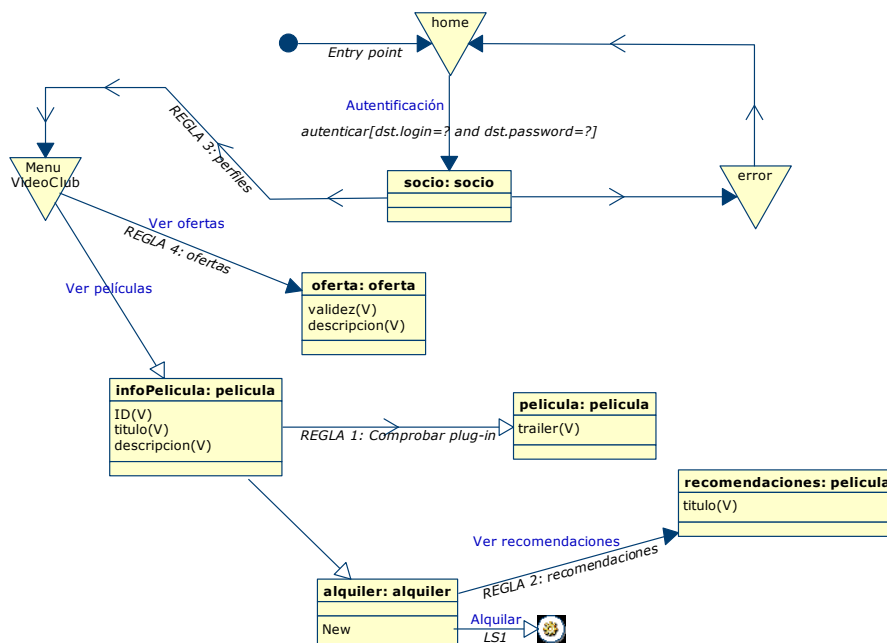 home
Entry point
Autentificación
autenticar[dst.login=? and dst.password=?]
REGLA 3: perfiles
Menu
VideoClub
socio: socio
error
Ver ofertas
REGLA 4: ofertas
oferta: oferta
validez(V)
descripcion(V)
Ver películas
infoPelicula: pelicula
ID(V)
titulo(V)
descripcion(V)
REGLA 1: Comprobar plug-in
pelicula: pelicula
trailer(V)
recomendaciones: pelicula
titulo(V)
Ver recomendaciones
REGLA 2: recomendaciones
alquiler: alquiler
New
Alquilar
LS1